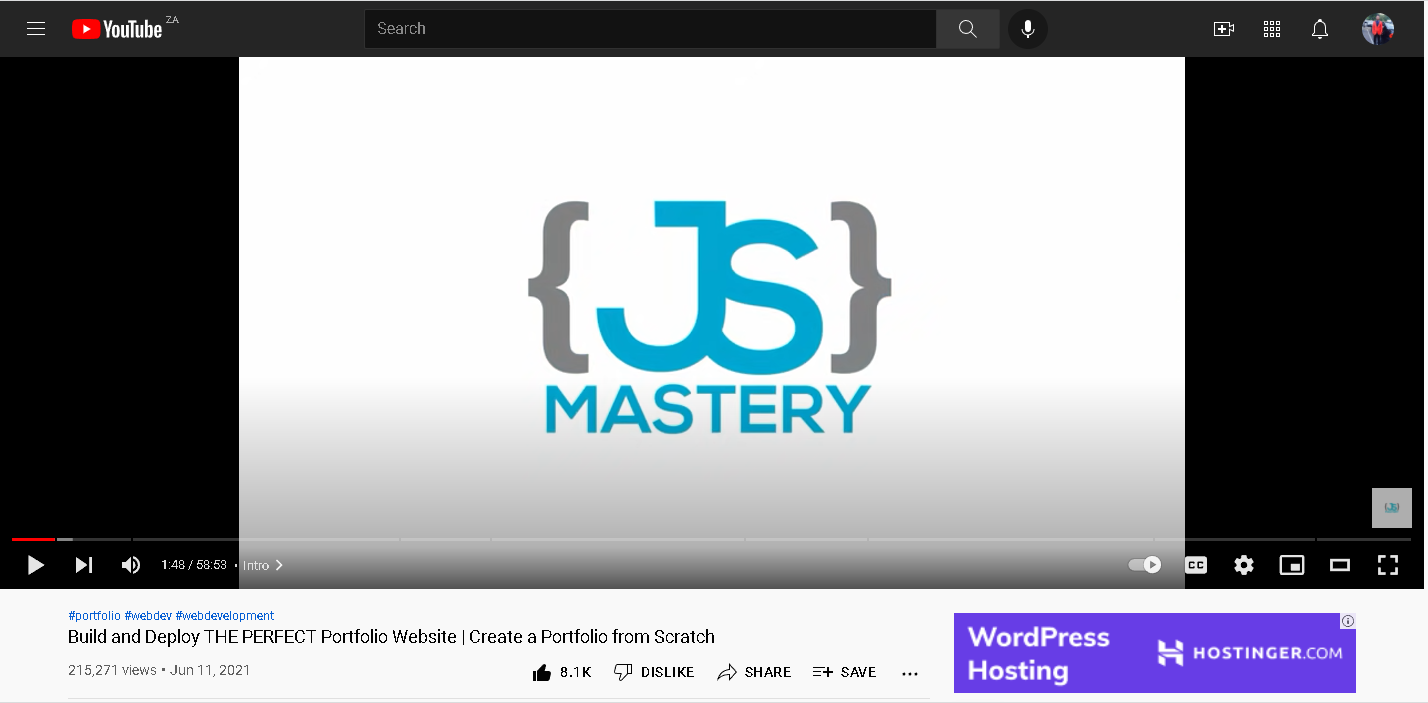 YouTube ZA
Search
{JS}
MASTERY
1:48 / 58:53 • Intro
CC
#portfolio #webdev #webdevelopment
Build and Deploy THE PERFECT Portfolio Website | Create a Portfolio from Scratch
215,271 views • Jun 11, 2021
8.1K DISLIKE SHARE SAVE
WordPress
Hosting
HOSTINGER.COM